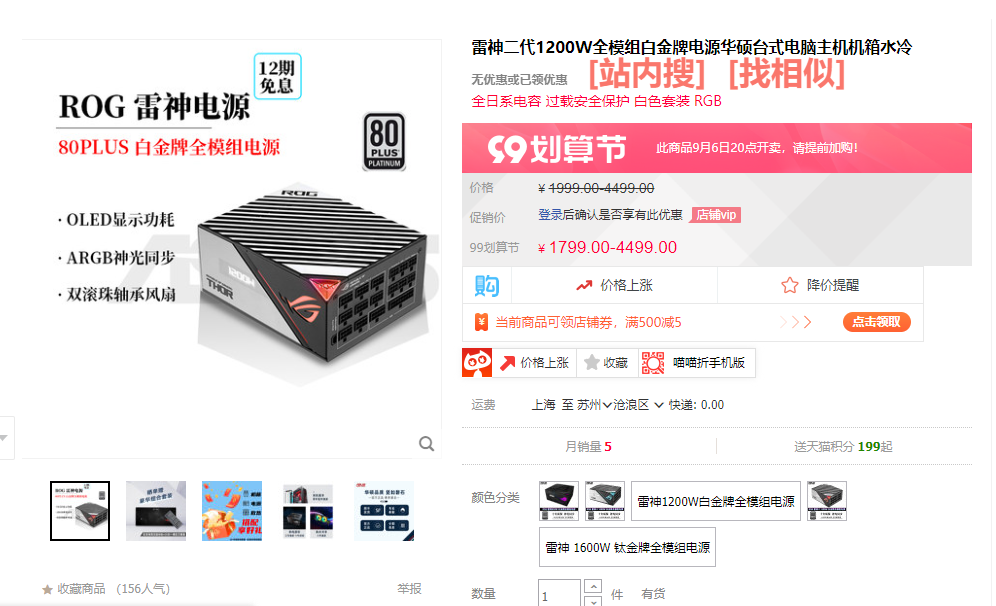 12期
免息
ROG 雷神电源
80PLUS 白金牌全模组电源
80
PLUS
PLATINUM
· OLED显示功耗
· ARGB神光同步
· 双滚珠轴承风扇
ROG
1200W
THOR
收藏商品 (156人气)
举报
雷神二代1200W全模组白金牌电源华硕台式电脑主机机箱水冷
无优惠或已领优惠 [站内搜] [找相似]
全日系电容 过载安全保护 白色套装 RGB
99划算节 此商品9月6日20点开卖，请提前加购！
价格 ¥ 1999.00-4499.00
促销价 登录后确认是否享有此优惠 店铺vip
99划算节 ¥ 1799.00-4499.00
购 价格上涨 降价提醒
¥ 当前商品可领店铺券，满500减5 点击领取
价格上涨 收藏 喵喵折手机版
运费 上海 至 苏州 沧浪区 快递: 0.00
月销量 5 送天猫积分 199起
颜色分类
雷神1200W白金牌全模组电源
雷神 1600W 钛金牌全模组电源
数量 1 件 有货